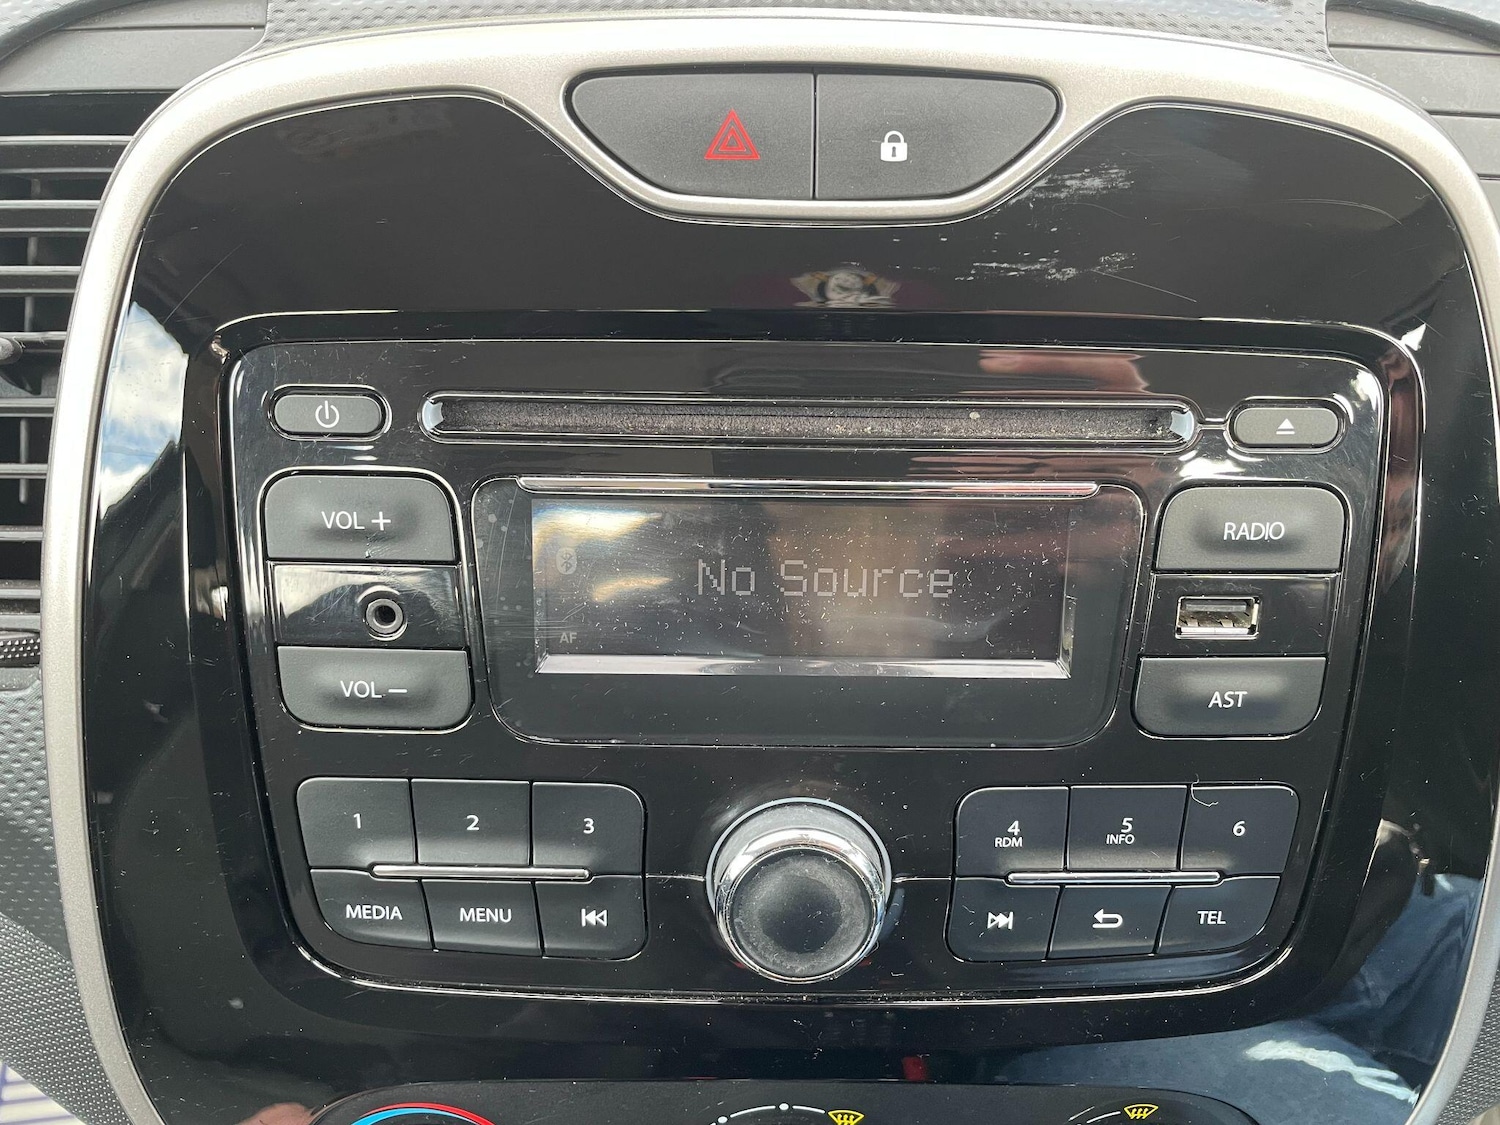 VOL +
No Source
RADIO
AF
VOL −
AST
1
2
3
4
RDM
5
INFO
6
MEDIA
MENU
TEL